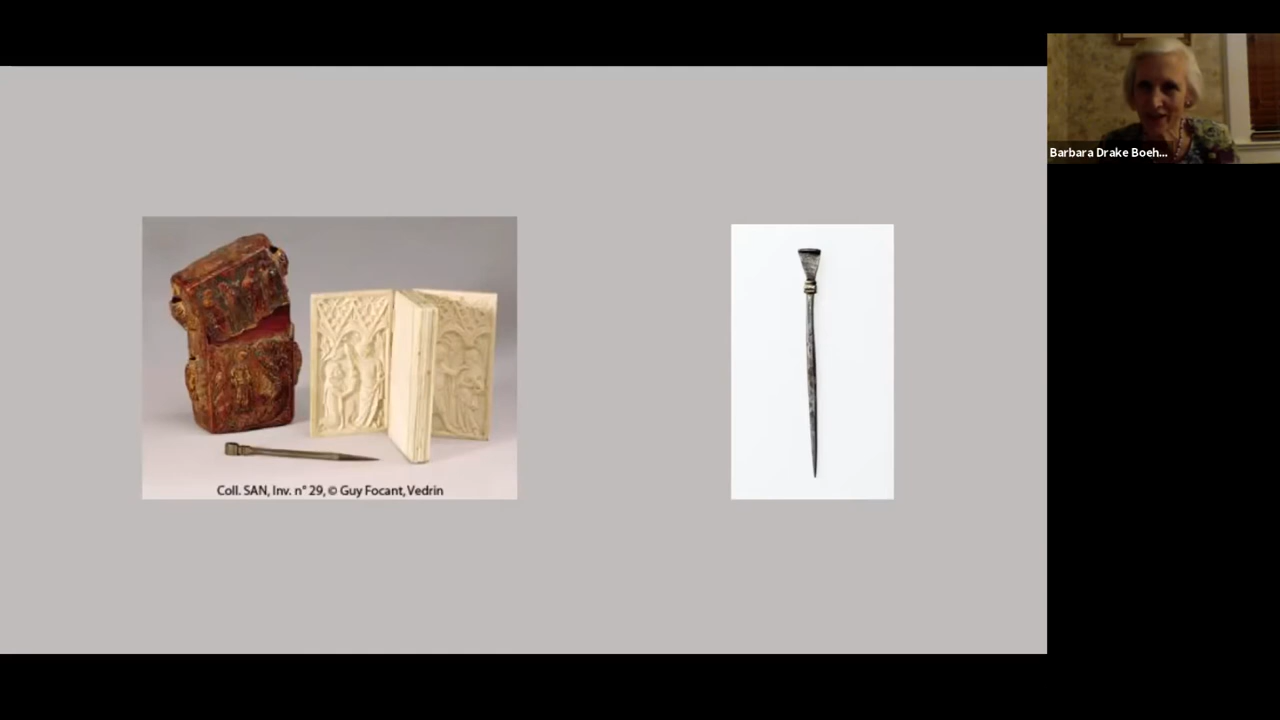 Barbara Drake Boeh...
Coll. SAN, Inv. n° 29, © Guy Focant, Vedrin